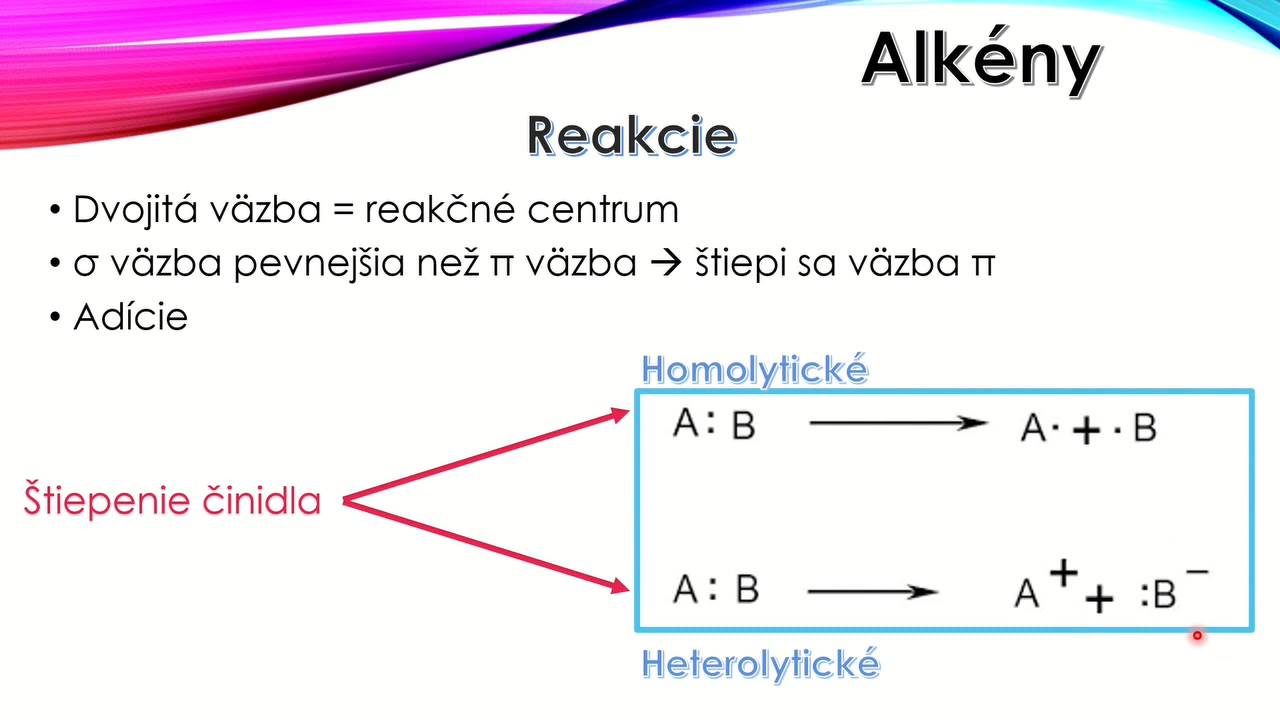 Alkény
Reakcie
• Dvojitá väzba = reakčné centrum
• σ väzba pevnejšia než π väzba → štiepi sa väzba π
• Adície
Homolytické
A : B → A· + ·B
Štiepenie činidla
A : B → A⁺ + :B⁻
Heterolytické